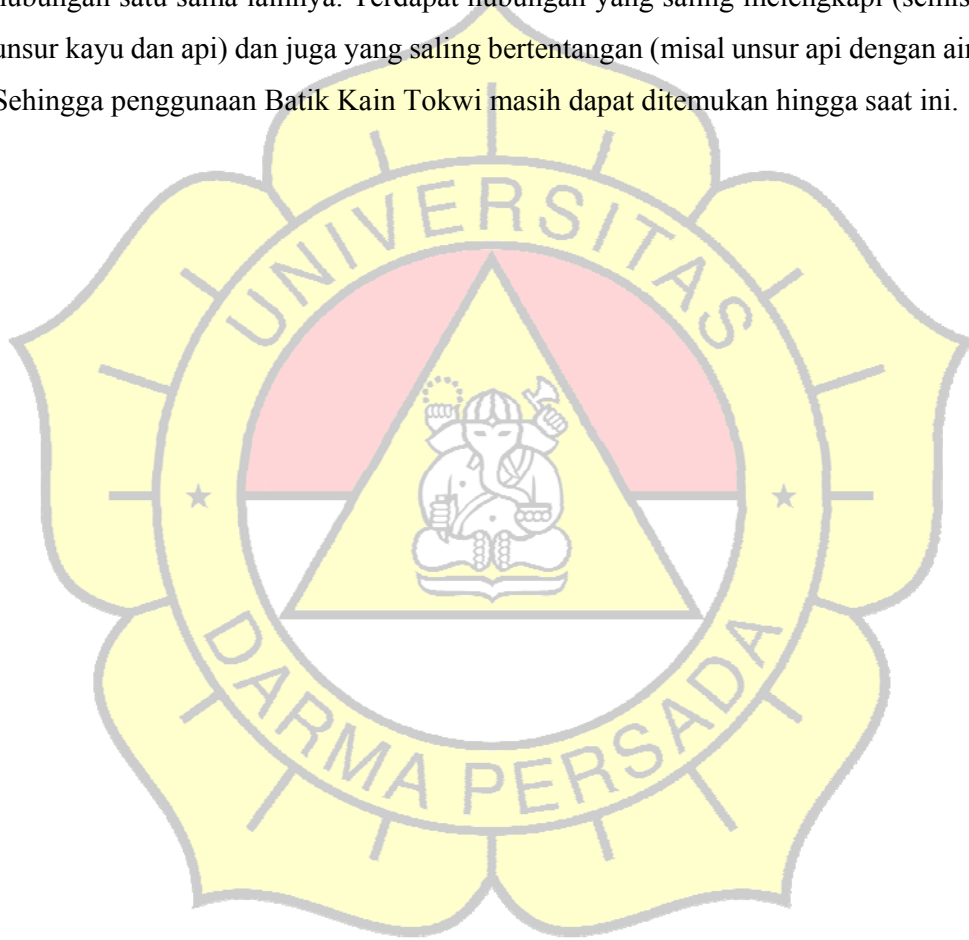 hubungan satu sama lainnya. Terdapat hubungan yang saling melengkapi
unsur kayu dan api) dan juga yang saling bertentangan (misal unsur api dengan air
Sehingga penggunaan Batik Kain Tokwi masih dapat ditemukan hingga saat ini.
UNIVERSITAS
DARMA PERSADA